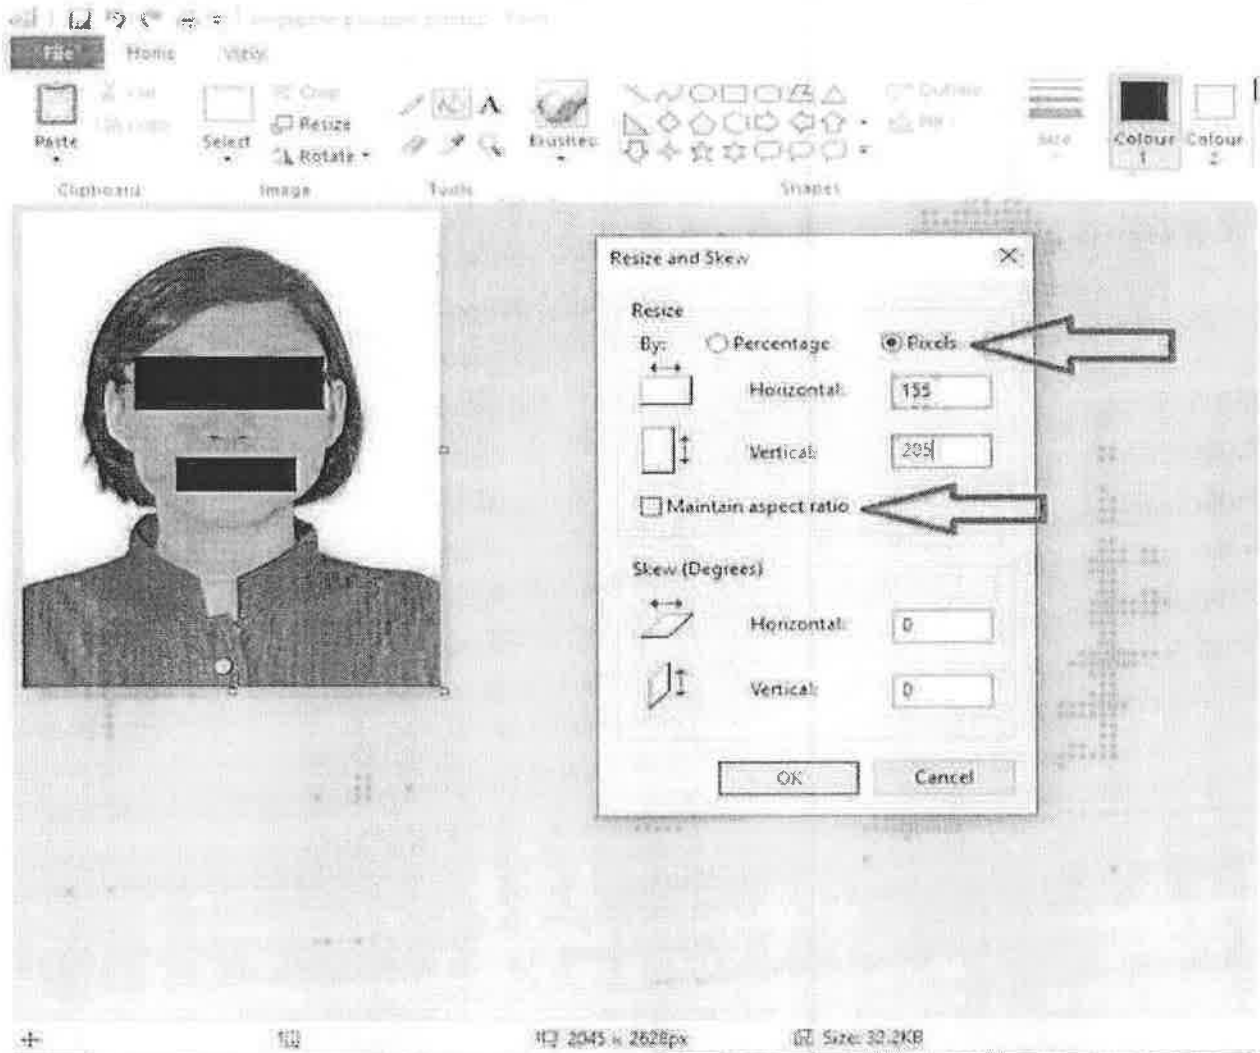 File Home View
Paste
Select
Crop
Resize
Rotate
Brushes
Size
Colour 1
Colour 2
Clipboard
Image
Tools
Shapes
Resize and Skew
Resize
By: Percentage Pixels
Horizontal: 155
Vertical: 205
Maintain aspect ratio
Skew (Degrees)
Horizontal: 0
Vertical: 0
OK Cancel
2045 x 2628px Size: 32.2KB